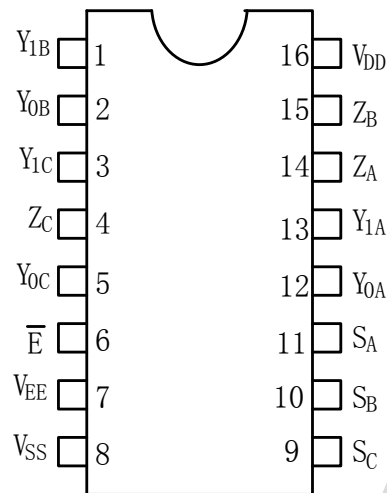 Y1B 1 16 VDD
Y0B 2 15 ZB
Y1C 3 14 ZA
ZC 4 13 Y1A
Y0C 5 12 Y0A
E̅ 6 11 SA
VEE 7 10 SB
VSS 8 9 SC